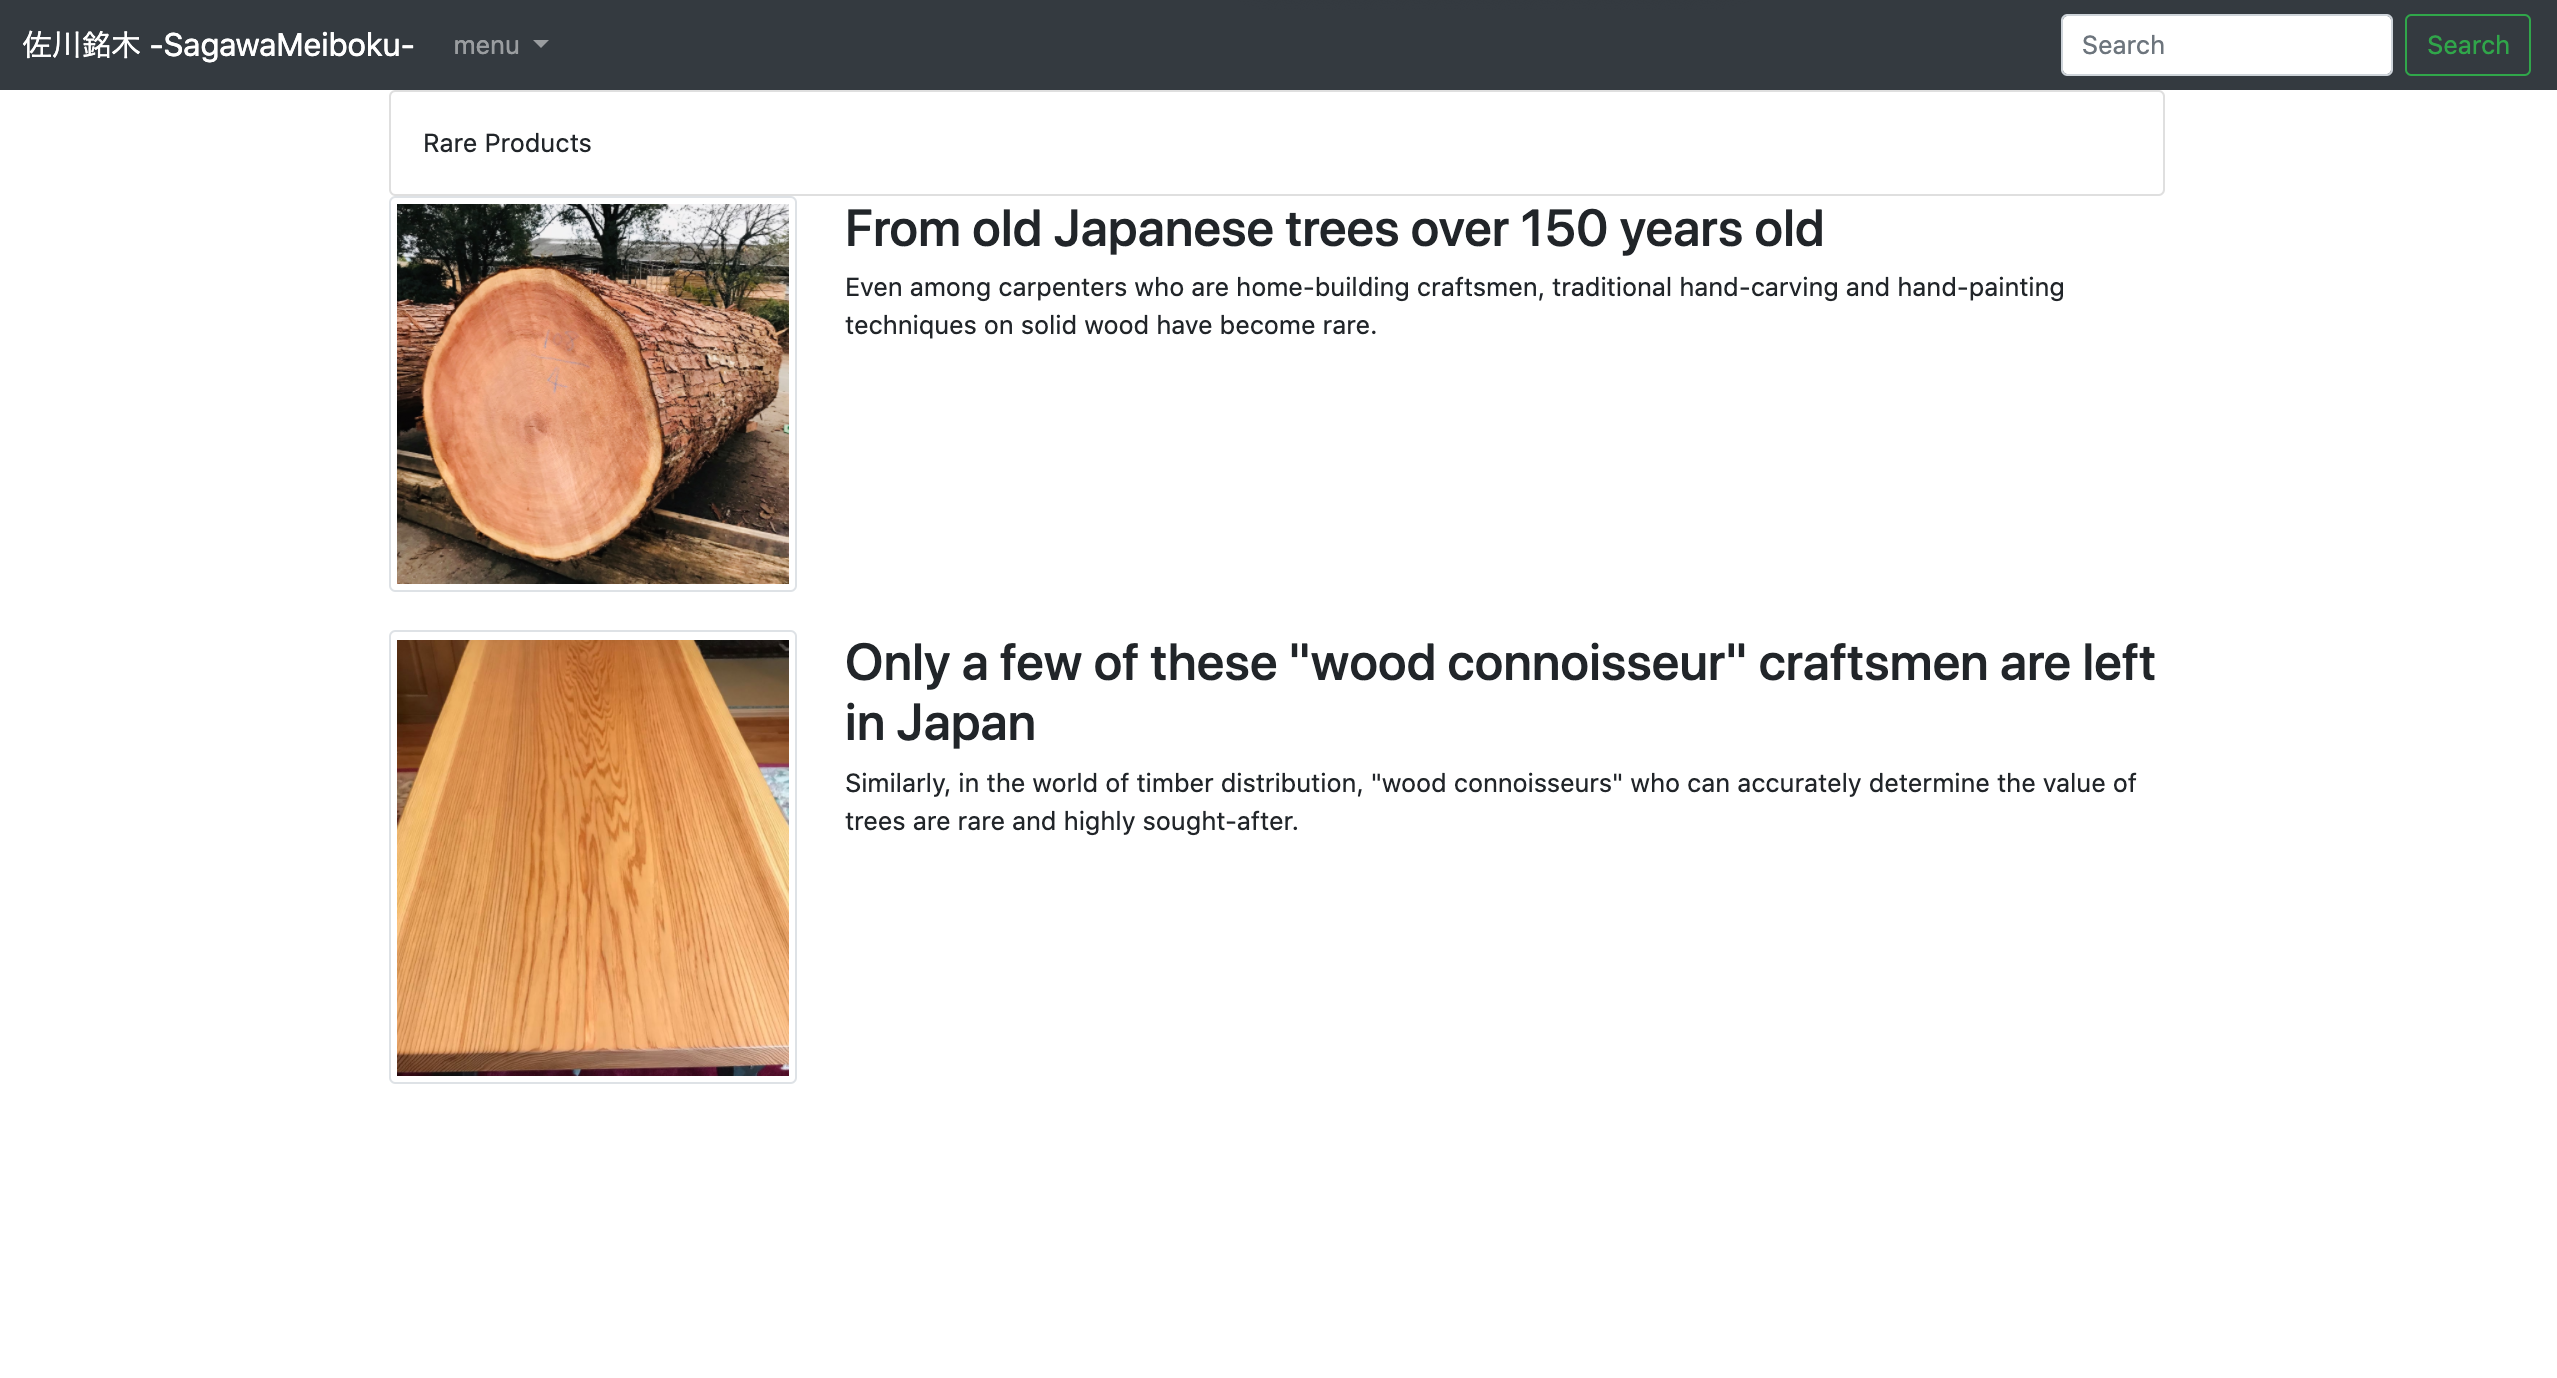 佐川銘木 -SagawaMeiboku-
menu
Search
Search
Rare Products
From old Japanese trees over 150 years old
Even among carpenters who are home-building craftsmen, traditional hand-carving and hand-painting
techniques on solid wood have become rare.
Only a few of these "wood connoisseur" craftsmen are left
in Japan
Similarly, in the world of timber distribution, "wood connoisseurs" who can accurately determine the value of
trees are rare and highly sought-after.